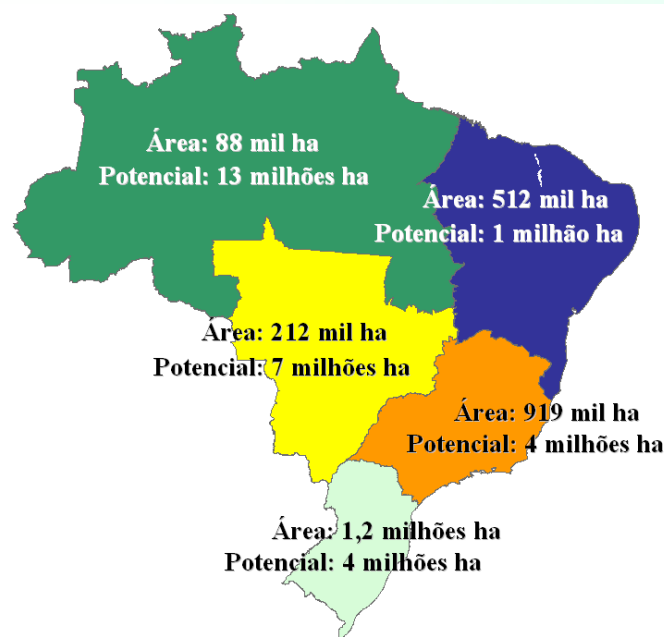 Área: 88 mil ha
Potencial: 13 milhões ha
Área: 512 mil ha
Potencial: 1 milhão ha
Área: 212 mil ha
Potencial: 7 milhões ha
Área: 919 mil ha
Potencial: 4 milhões ha
Área: 1,2 milhões ha
Potencial: 4 milhões ha